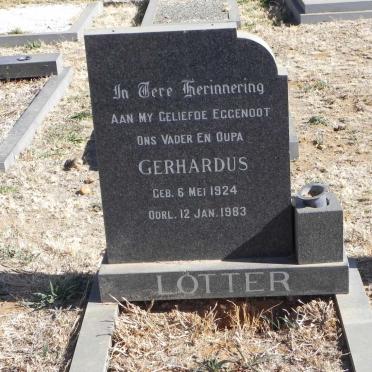 In Tere Herinnering
AAN MY GELIEFDE EGGENOOT
ONS VADER EN OUPA
GERHARDUS
GEB. 6 MEI 1924
OORL. 12 JAN. 1983
LOTTER